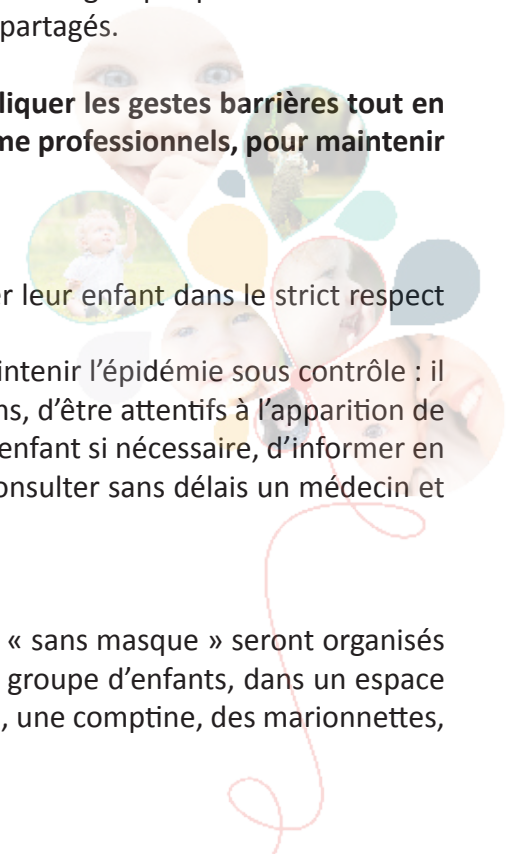 partagés.
liquer les gestes barrières tout en
me professionnels, pour maintenir
er leur enfant dans le strict respect
intenir l’épidémie sous contrôle : il
ns, d’être attentifs à l’apparition de
enfant si nécessaire, d’informer en
onsulter sans délais un médecin et
« sans masque » seront organisés
groupe d’enfants, dans un espace
, une comptine, des marionnettes,